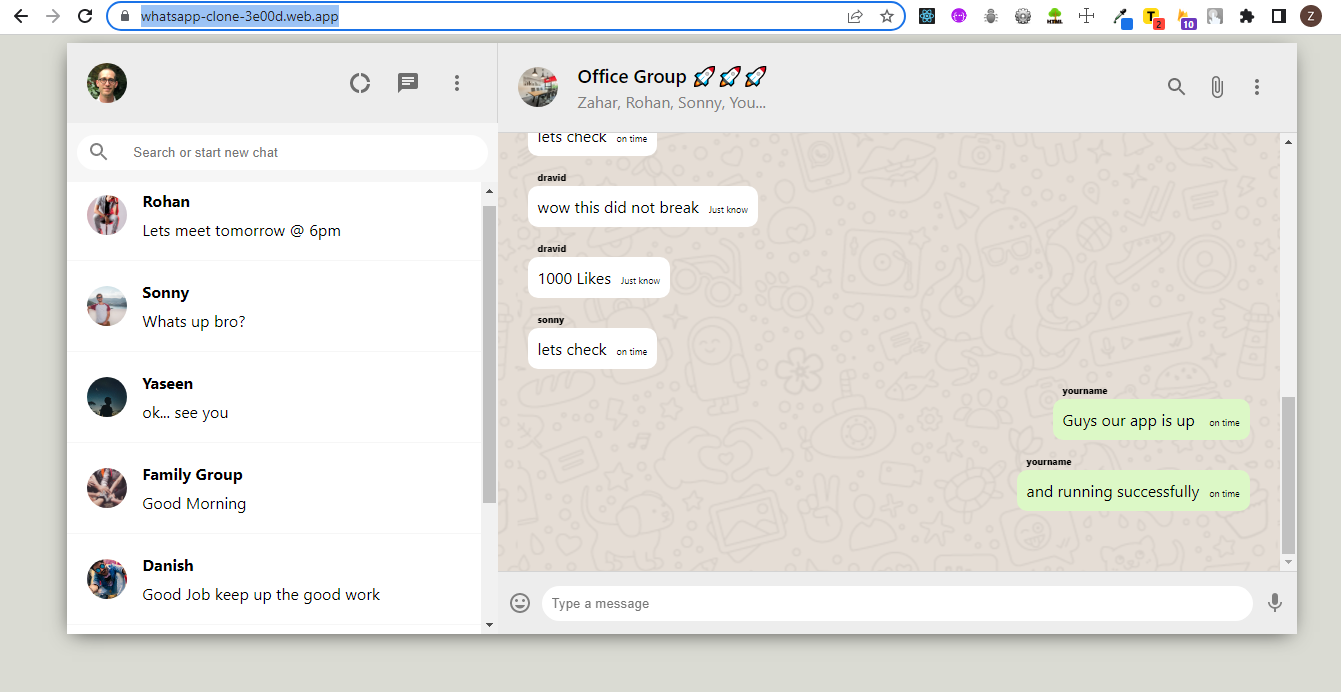 whatsapp-clone-3e00d.web.app
HTML
T
2
10
Z
Office Group 🚀🚀🚀
Zahar, Rohan, Sonny, You...
Search or start new chat
Rohan
Lets meet tomorrow @ 6pm
Sonny
Whats up bro?
Yaseen
ok... see you
Family Group
Good Morning
Danish
Good Job keep up the good work
lets check on time
dravid
wow this did not break Just know
dravid
1000 Likes Just know
sonny
lets check on time
yourname
Guys our app is up on time
yourname
and running successfully on time
Type a message